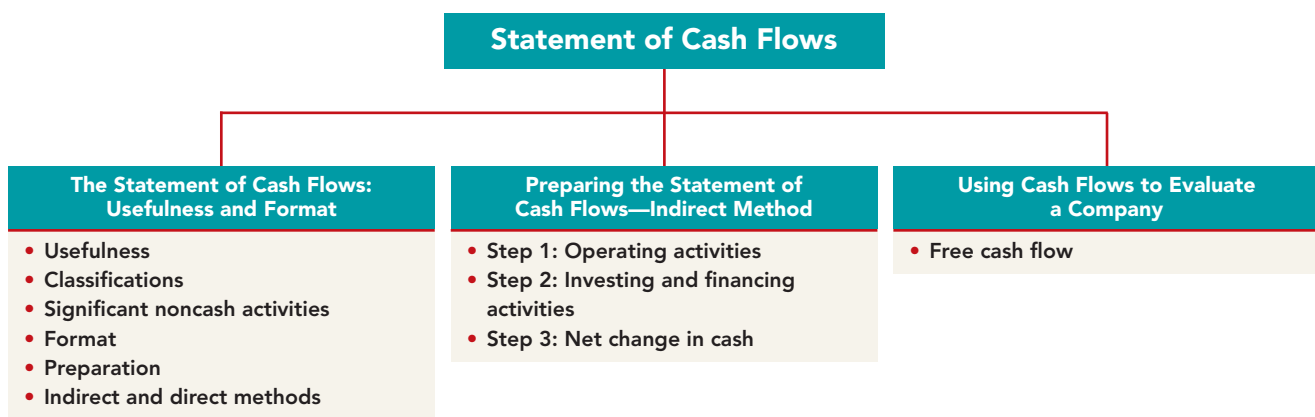 Statement of Cash Flows
The Statement of Cash Flows:
Usefulness and Format
• Usefulness
• Classifications
• Significant noncash activities
• Format
• Preparation
• Indirect and direct methods
Preparing the Statement of
Cash Flows—Indirect Method
• Step 1: Operating activities
• Step 2: Investing and financing
activities
• Step 3: Net change in cash
Using Cash Flows to Evaluate
a Company
• Free cash flow